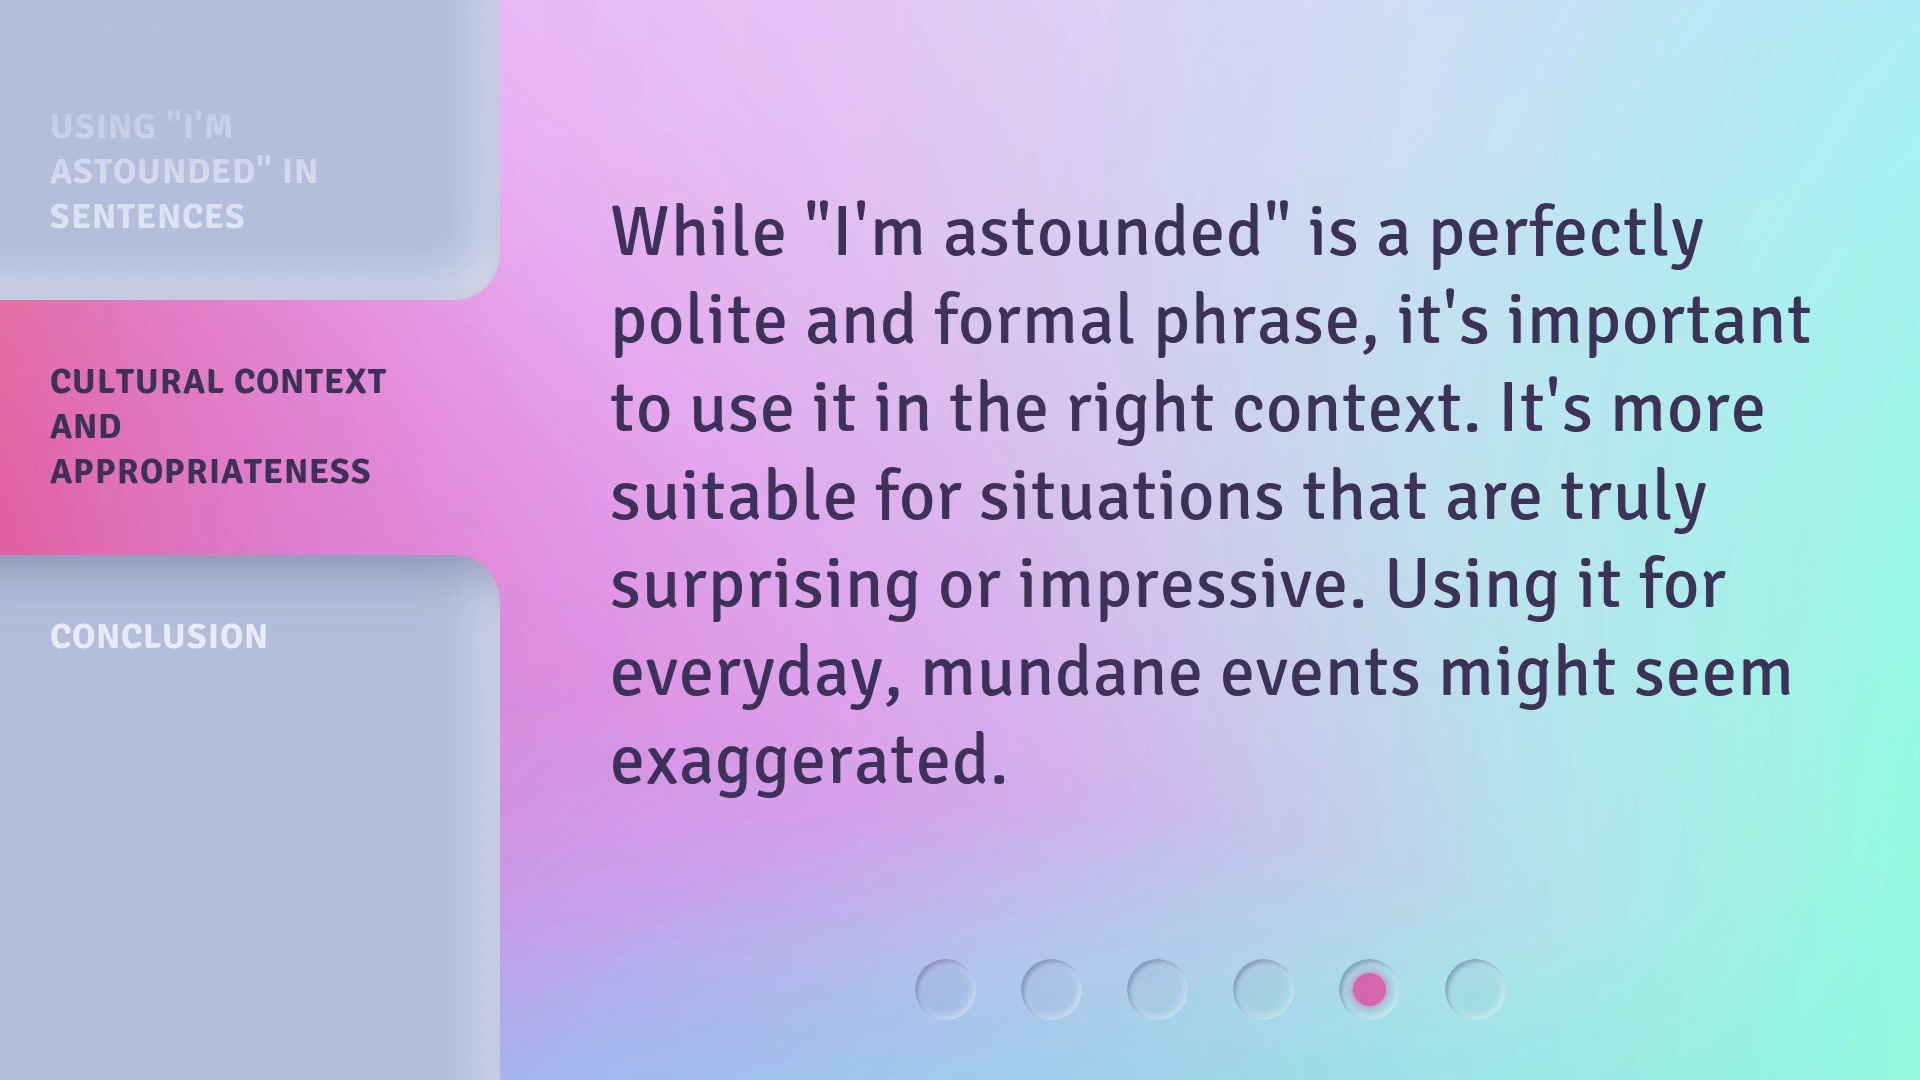 USING "I'M
ASTOUNDED" IN
SENTENCES
CULTURAL CONTEXT
AND
APPROPRIATENESS
CONCLUSION
While "I'm astounded" is a perfectly
polite and formal phrase, it's important
to use it in the right context. It's more
suitable for situations that are truly
surprising or impressive. Using it for
everyday, mundane events might seem
exaggerated.